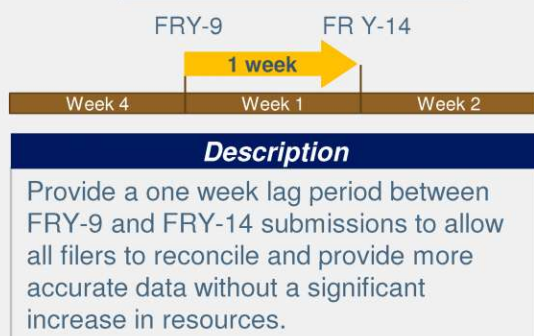 FRY-9 FR Y-14
1 week
Week 4 Week 1 Week 2
Description
Provide a one week lag period between
FRY-9 and FRY-14 submissions to allow
all filers to reconcile and provide more
accurate data without a significant
increase in resources.